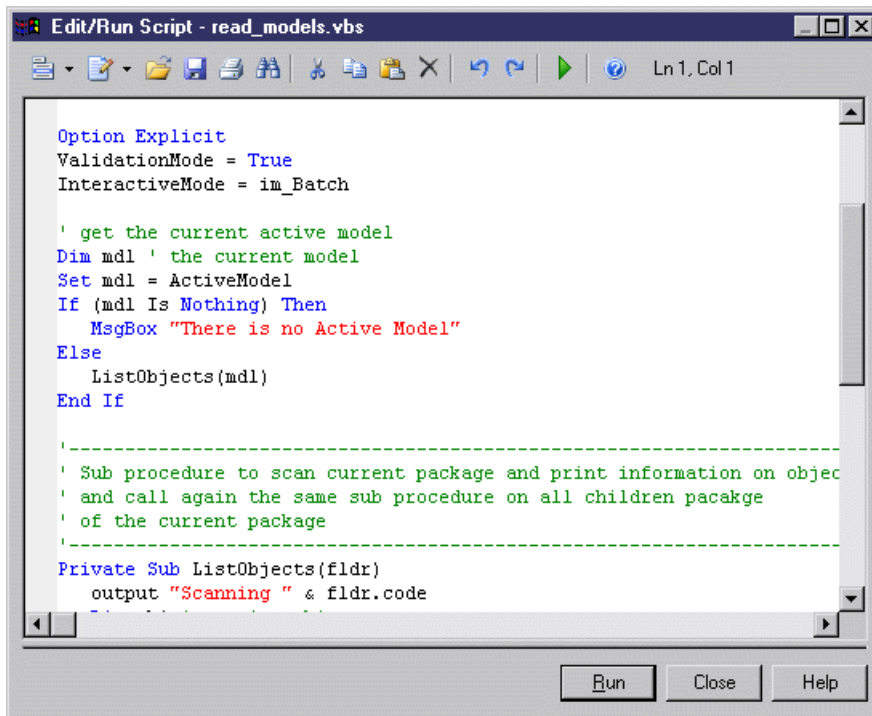 Edit/Run Script - read_models.vbs
Ln 1, Col 1
Option Explicit
ValidationMode = True
InteractiveMode = im_Batch
' get the current active model
Dim mdl ' the current model
Set mdl = ActiveModel
If (mdl Is Nothing) Then
MsgBox "There is no Active Model"
Else
ListObjects(mdl)
End If
'-----------------------------------------------------------------------
' Sub procedure to scan current package and print information on objec
' and call again the same sub procedure on all children pacakge
' of the current package
'-----------------------------------------------------------------------
Private Sub ListObjects(fldr)
output "Scanning " & fldr.code
Run
Close
Help